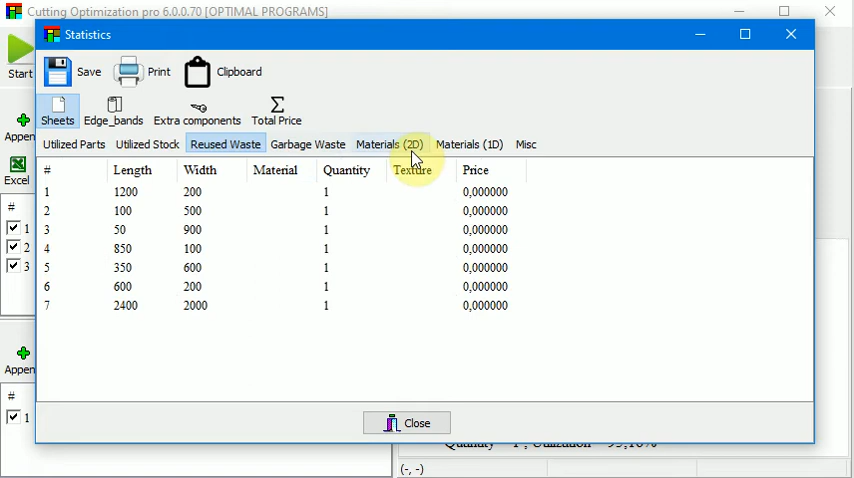 Cutting Optimization pro 6.0.0.70 [OPTIMAL PROGRAMS]
Statistics
Start
Save Print Clipboard
Sheets Edge_bands Extra components Total Price
Appen
Utilized Parts Utilized Stock Reused Waste Garbage Waste Materials (2D) Materials (1D) Misc
Excel
# Length Width Material Quantity Texture Price
1 1200 200 1 0,000000
2 100 500 1 0,000000
3 50 900 1 0,000000
4 850 100 1 0,000000
5 350 600 1 0,000000
6 600 200 1 0,000000
7 2400 2000 1 0,000000
#
1
2
3
Appen
#
1
Close
(-, -)